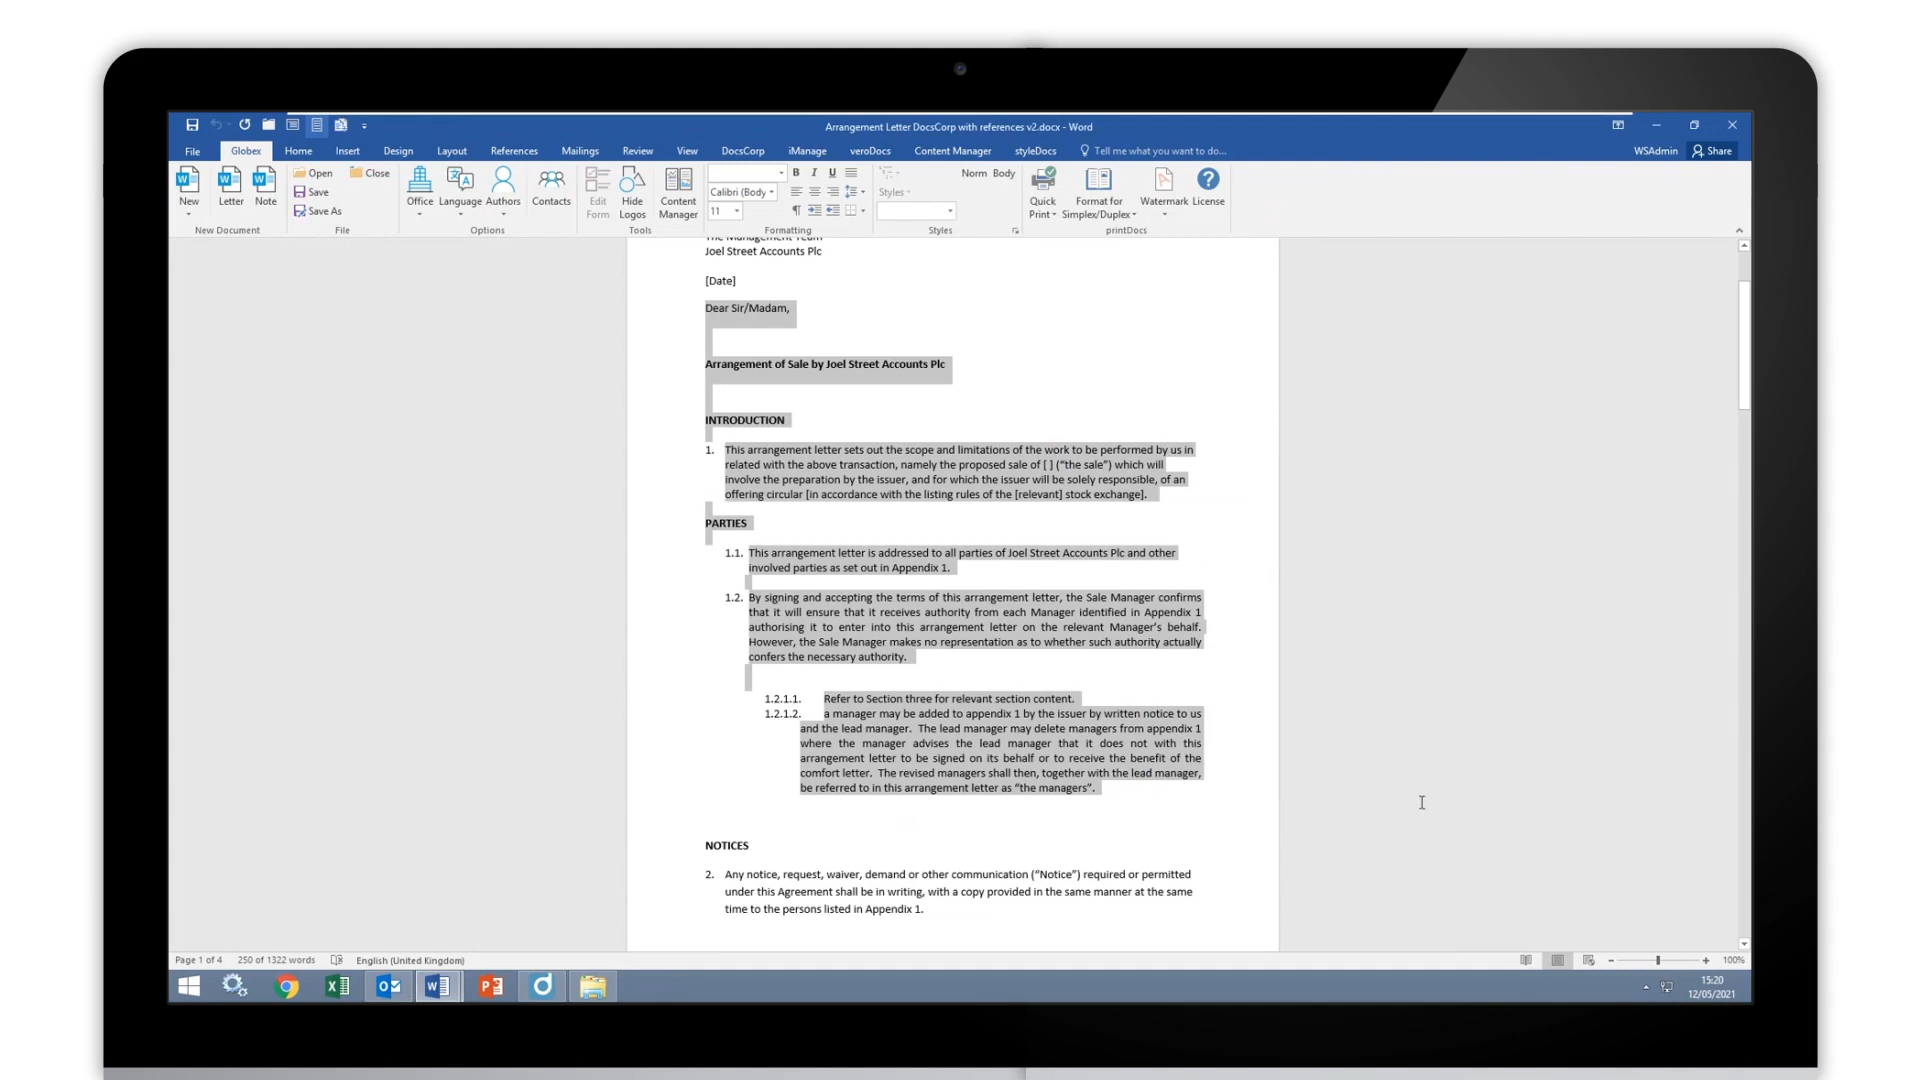 Arrangement Letter DocsCorp with references v2.docx - Word
File Globex Home Insert Design Layout References Mailings Review View DocsCorp iManage veroDocs Content Manager styleDocs Tell me what you want to do... WSAdmin Share
New
Letter
Note
New Document
Open Close
Save
Save As
File
Office
Language
Authors
Contacts
Options
Edit
Form
Hide
Logos
Content
Manager
Tools
B I U
Calibri (Body
11
Formatting
Norm Body
Styles
Styles
Quick
Print
Format for
Simplex/Duplex
Watermark
License
printDocs
The Management Team
Joel Street Accounts Plc
[Date]
Dear Sir/Madam,
Arrangement of Sale by Joel Street Accounts Plc
INTRODUCTION
1. This arrangement letter sets out the scope and limitations of the work to be performed by us in
related with the above transaction, namely the proposed sale of [ ] (“the sale”) which will
involve the preparation by the issuer, and for which the issuer will be solely responsible, of an
offering circular [in accordance with the listing rules of the [relevant] stock exchange].
PARTIES
1.1. This arrangement letter is addressed to all parties of Joel Street Accounts Plc and other
involved parties as set out in Appendix 1.
1.2. By signing and accepting the terms of this arrangement letter, the Sale Manager confirms
that it will ensure that it receives authority from each Manager identified in Appendix 1
authorising it to enter into this arrangement letter on the relevant Manager’s behalf.
However, the Sale Manager makes no representation as to whether such authority actually
confers the necessary authority.
1.2.1.1. Refer to Section three for relevant section content.
1.2.1.2. a manager may be added to appendix 1 by the issuer by written notice to us
and the lead manager. The lead manager may delete managers from appendix 1
where the manager advises the lead manager that it does not with this
arrangement letter to be signed on its behalf or to receive the benefit of the
comfort letter. The revised managers shall then, together with the lead manager,
be referred to in this arrangement letter as “the managers”.
NOTICES
2. Any notice, request, waiver, demand or other communication (“Notice”) required or permitted
under this Agreement shall be in writing, with a copy provided in the same manner at the same
time to the persons listed in Appendix 1.
Page 1 of 4 250 of 1322 words English (United Kingdom) 100%
15:20
12/05/2021